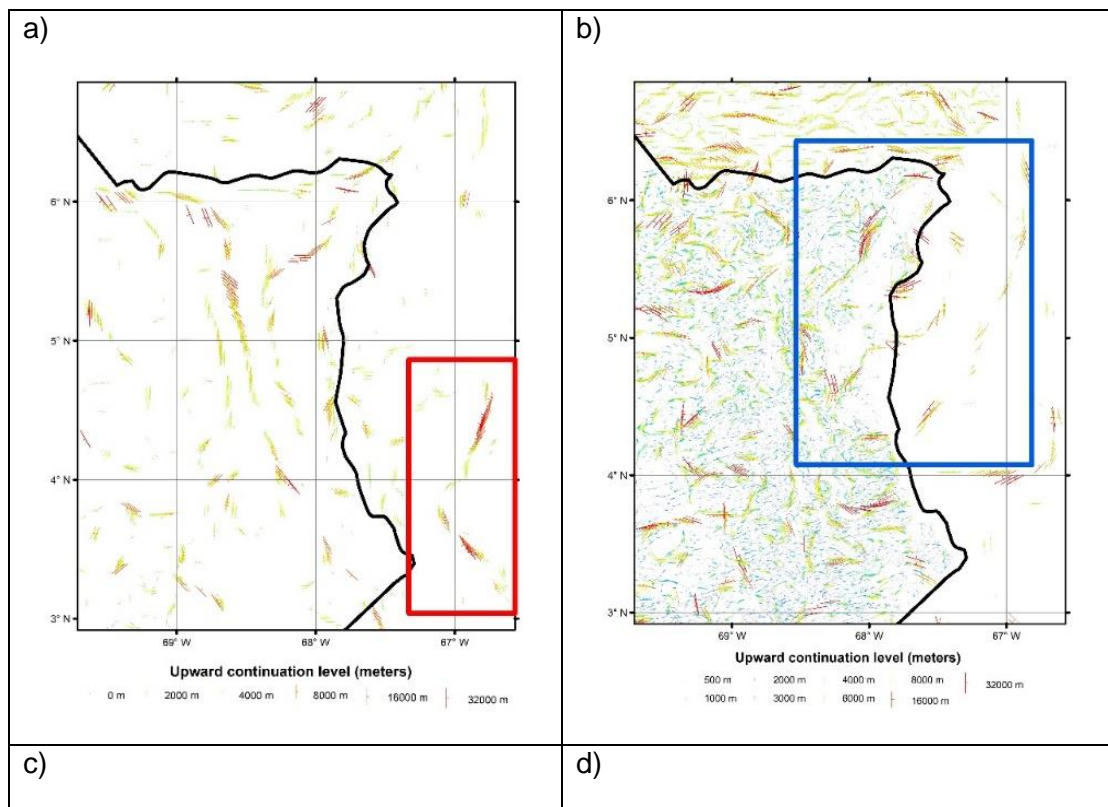 a)
b)
6° N
5° N
4° N
3° N
69° W
68° W
67° W
Upward continuation level (meters)
0 m 2000 m 4000 m 8000 m 16000 m 32000 m
6° N
5° N
4° N
3° N
69° W
68° W
67° W
Upward continuation level (meters)
500 m 2000 m 4000 m 8000 m 32000 m
1000 m 3000 m 6000 m 16000 m
c)
d)